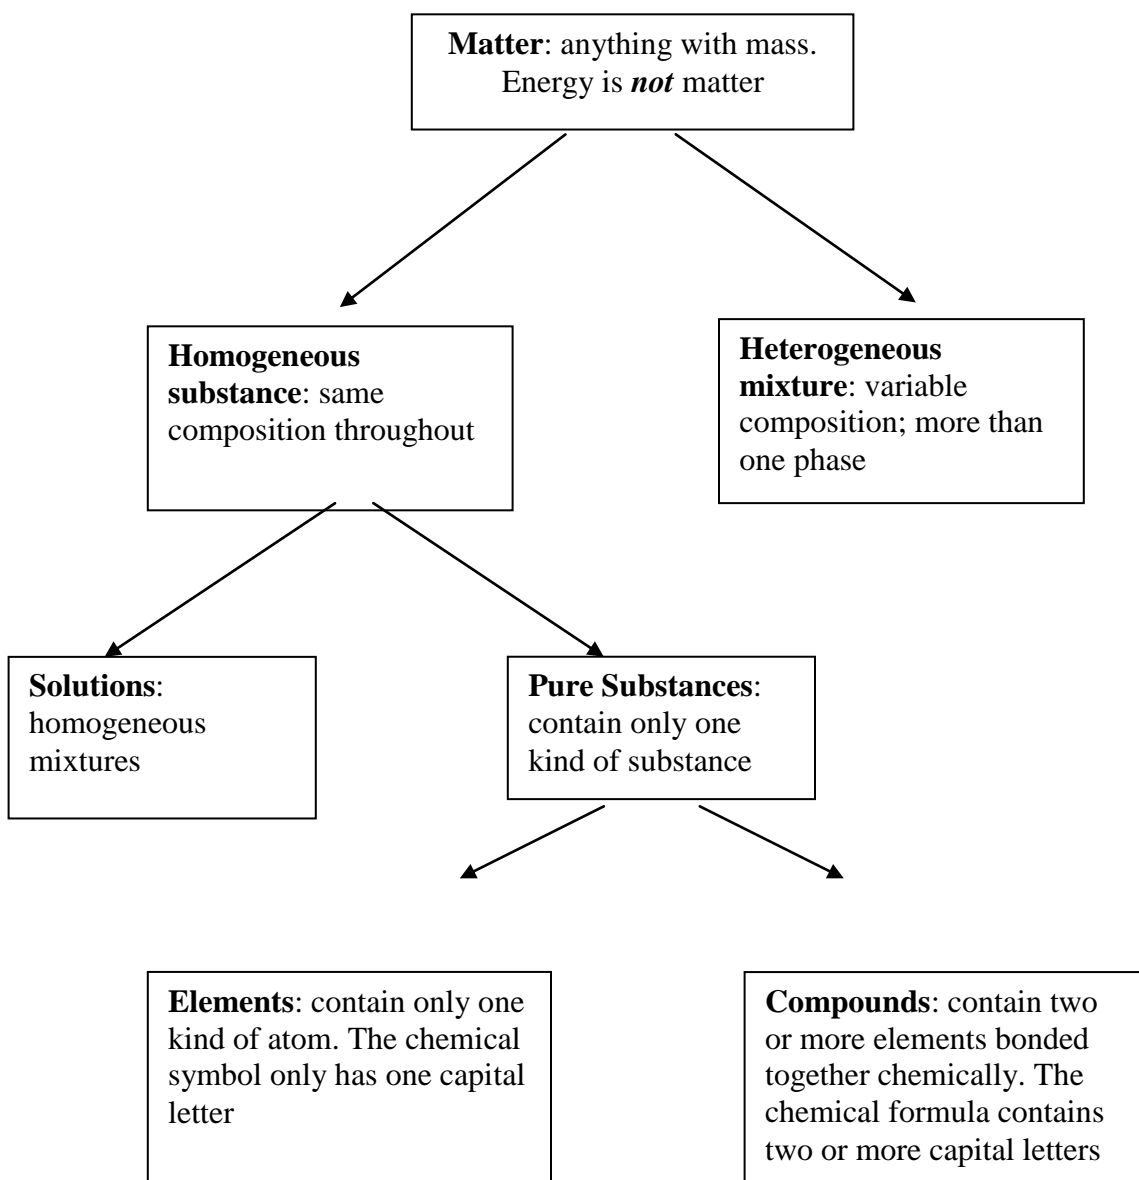 Matter: anything with mass.
Energy is not matter
Homogeneous
substance: same
composition throughout
Heterogeneous
mixture: variable
composition; more than
one phase
Solutions:
homogeneous
mixtures
Pure Substances:
contain only one
kind of substance
Elements: contain only one
kind of atom. The chemical
symbol only has one capital
letter
Compounds: contain two
or more elements bonded
together chemically. The
chemical formula contains
two or more capital letters